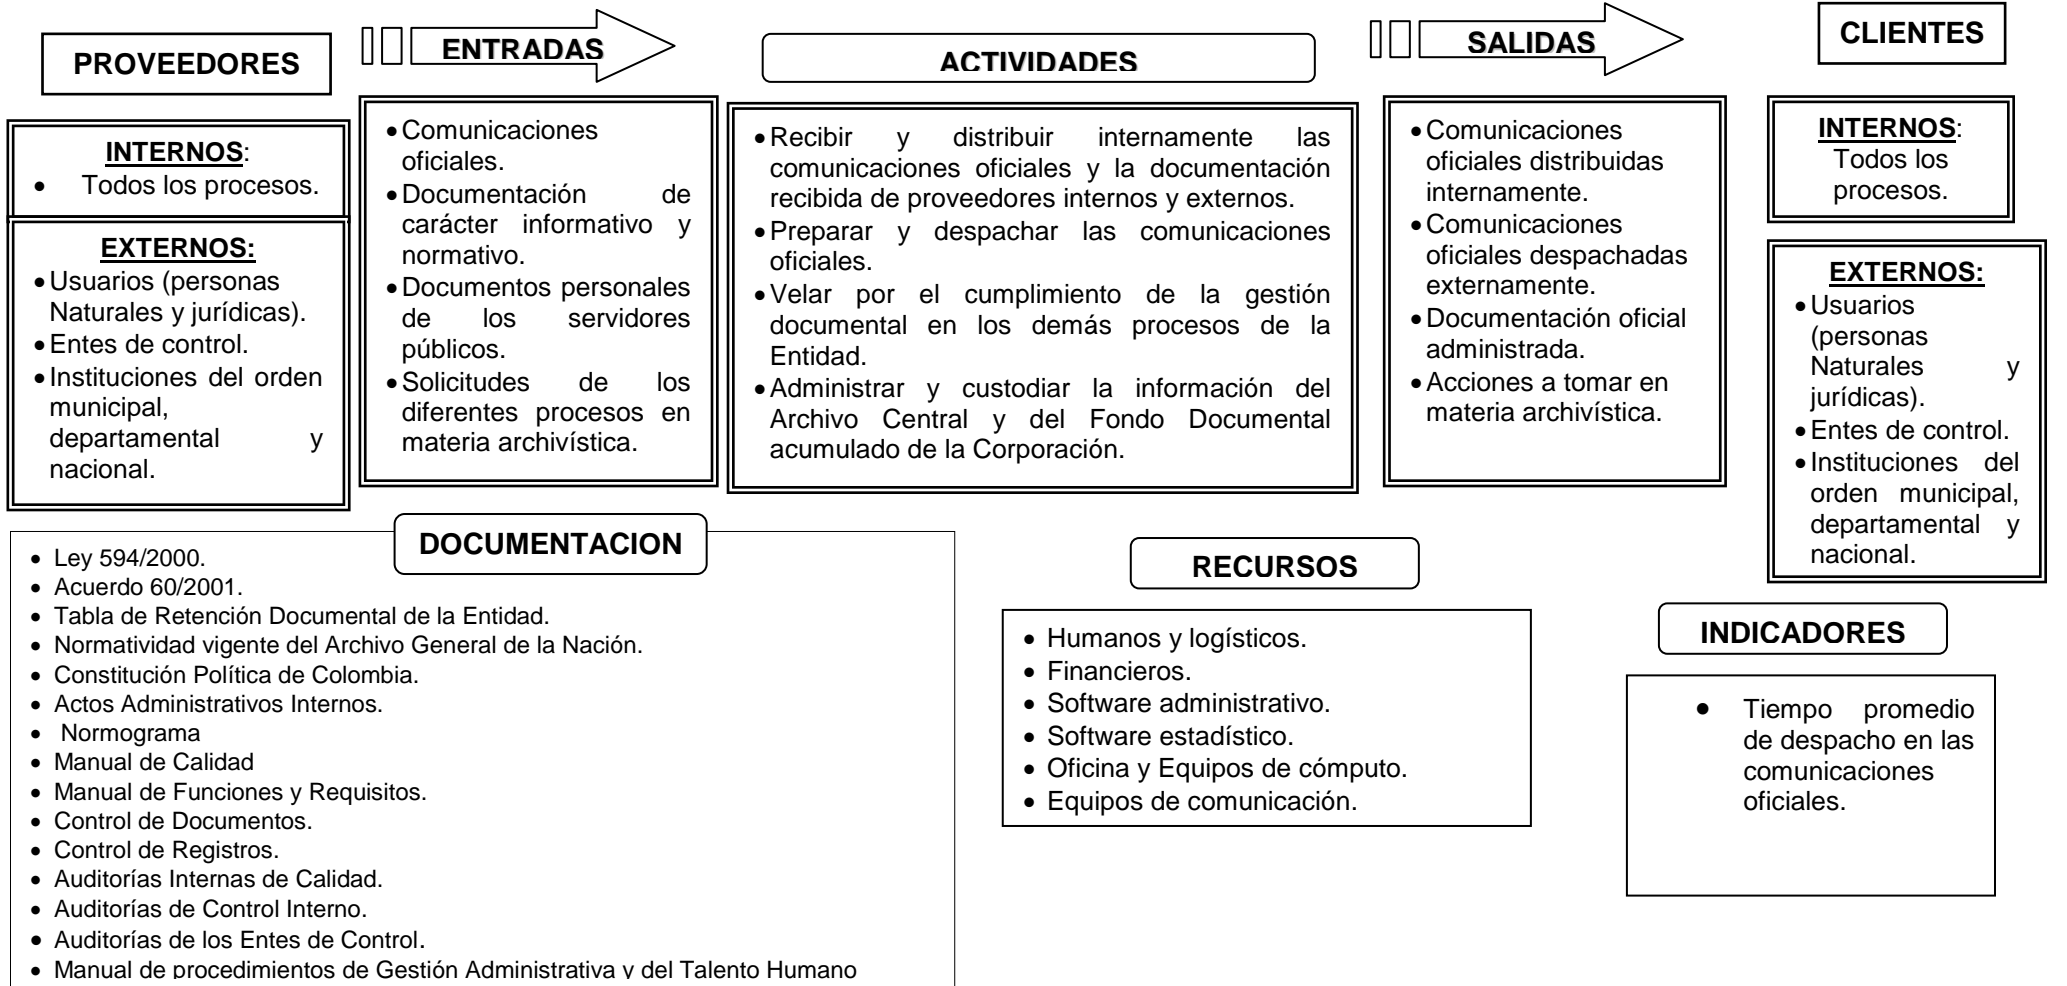 PROVEEDORES
ENTRADAS
ACTIVIDADES
SALIDAS
CLIENTES
INTERNOS:
• Todos los procesos.
EXTERNOS:
• Usuarios (personas
Naturales y jurídicas).
• Entes de control.
• Instituciones del orden
municipal,
departamental y
nacional.
• Comunicaciones
oficiales.
• Documentación de
carácter informativo y
normativo.
• Documentos personales
de los servidores
públicos.
• Solicitudes de los
diferentes procesos en
materia archivística.
• Recibir y distribuir internamente las
comunicaciones oficiales y la documentación
recibida de proveedores internos y externos.
• Preparar y despachar las comunicaciones
oficiales.
• Velar por el cumplimiento de la gestión
documental en los demás procesos de la
Entidad.
• Administrar y custodiar la información del
Archivo Central y del Fondo Documental
acumulado de la Corporación.
• Comunicaciones
oficiales distribuidas
internamente.
• Comunicaciones
oficiales despachadas
externamente.
• Documentación oficial
administrada.
• Acciones a tomar en
materia archivística.
INTERNOS:
Todos los
procesos.
EXTERNOS:
• Usuarios
(personas
Naturales y
jurídicas).
• Entes de control.
• Instituciones del
orden municipal,
departamental y
nacional.
DOCUMENTACION
• Ley 594/2000.
• Acuerdo 60/2001.
• Tabla de Retención Documental de la Entidad.
• Normatividad vigente del Archivo General de la Nación.
• Constitución Política de Colombia.
• Actos Administrativos Internos.
• Normograma
• Manual de Calidad
• Manual de Funciones y Requisitos.
• Control de Documentos.
• Control de Registros.
• Auditorías Internas de Calidad.
• Auditorías de Control Interno.
• Auditorías de los Entes de Control.
• Manual de procedimientos de Gestión Administrativa y del Talento Humano
RECURSOS
• Humanos y logísticos.
• Financieros.
• Software administrativo.
• Software estadístico.
• Oficina y Equipos de cómputo.
• Equipos de comunicación.
INDICADORES
• Tiempo promedio
de despacho en las
comunicaciones
oficiales.